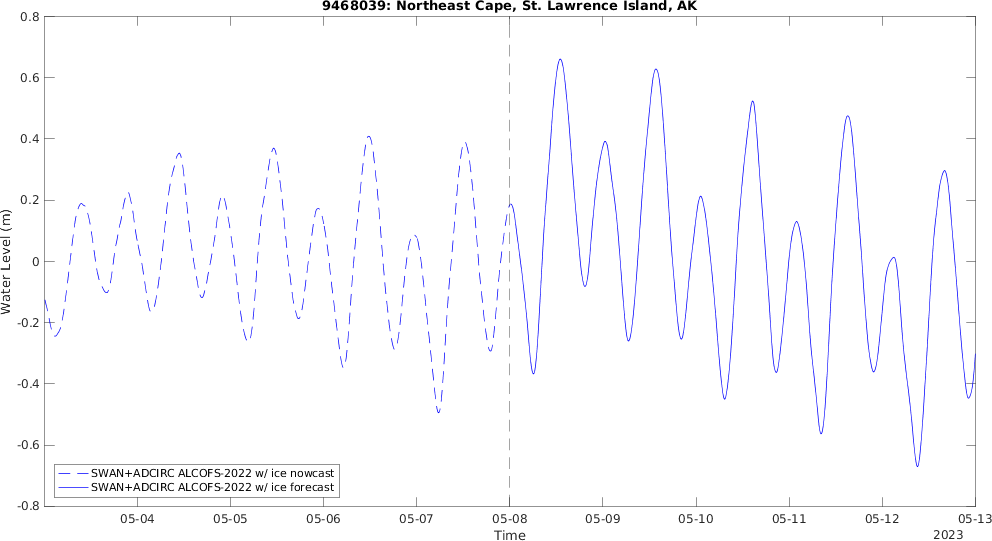 9468039: Northeast Cape, St. Lawrence Island, AK
Water Level (m)
0.8
0.6
0.4
0.2
0
-0.2
-0.4
-0.6
-0.8
SWAN+ADCIRC ALCOFS-2022 w/ ice nowcast
SWAN+ADCIRC ALCOFS-2022 w/ ice forecast
05-04 05-05 05-06 05-07 05-08 05-09 05-10 05-11 05-12 05-13
Time
2023